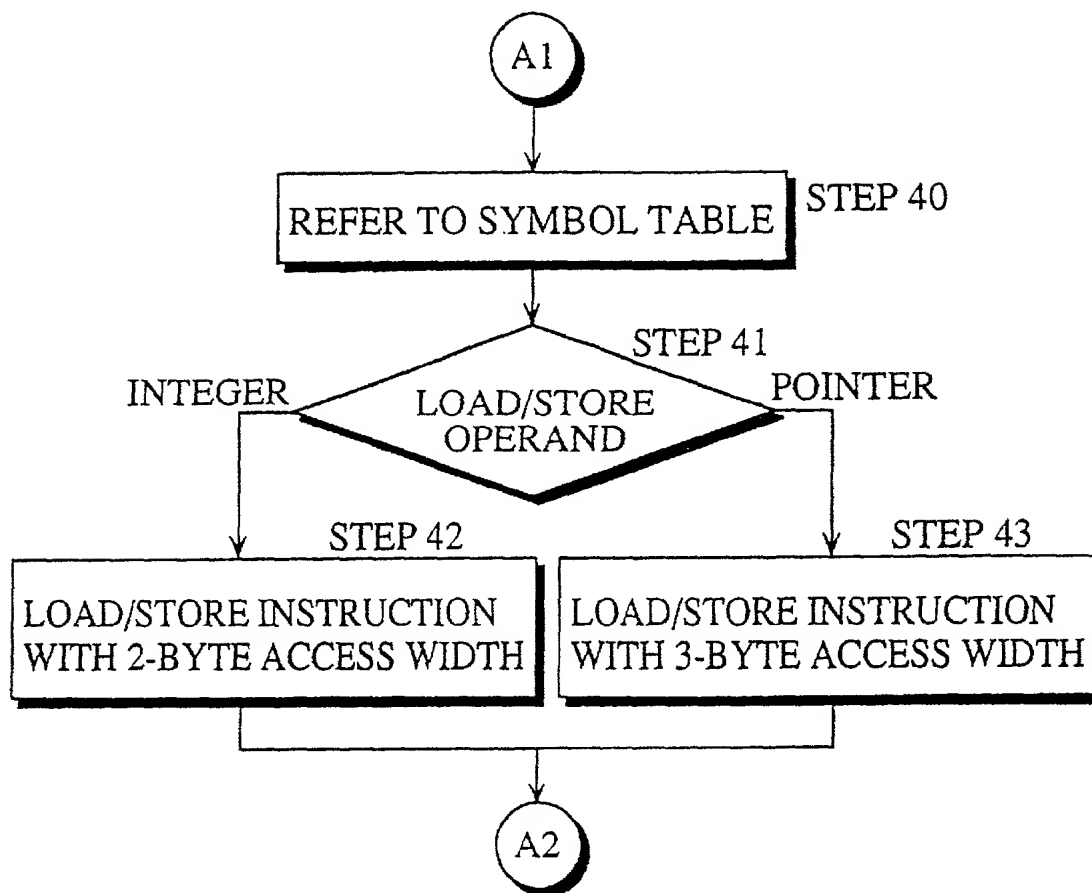 A1
REFER TO SYMBOL TABLE
STEP 40
STEP 41
INTEGER
POINTER
LOAD/STORE
OPERAND
STEP 42
STEP 43
LOAD/STORE INSTRUCTION
WITH 2-BYTE ACCESS WIDTH
LOAD/STORE INSTRUCTION
WITH 3-BYTE ACCESS WIDTH
A2